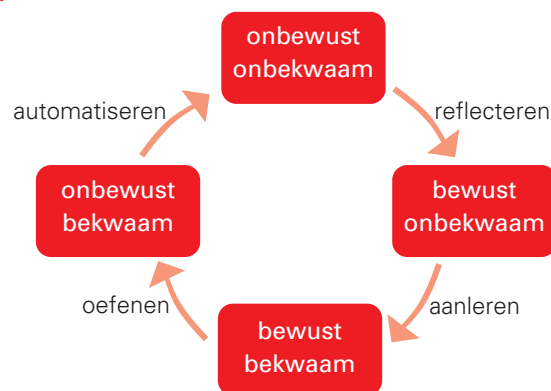 onbewust
onbekwaam
automatiseren
reflecteren
onbewust
bekwaam
bewust
onbekwaam
oefenen
aanleren
bewust
bekwaam